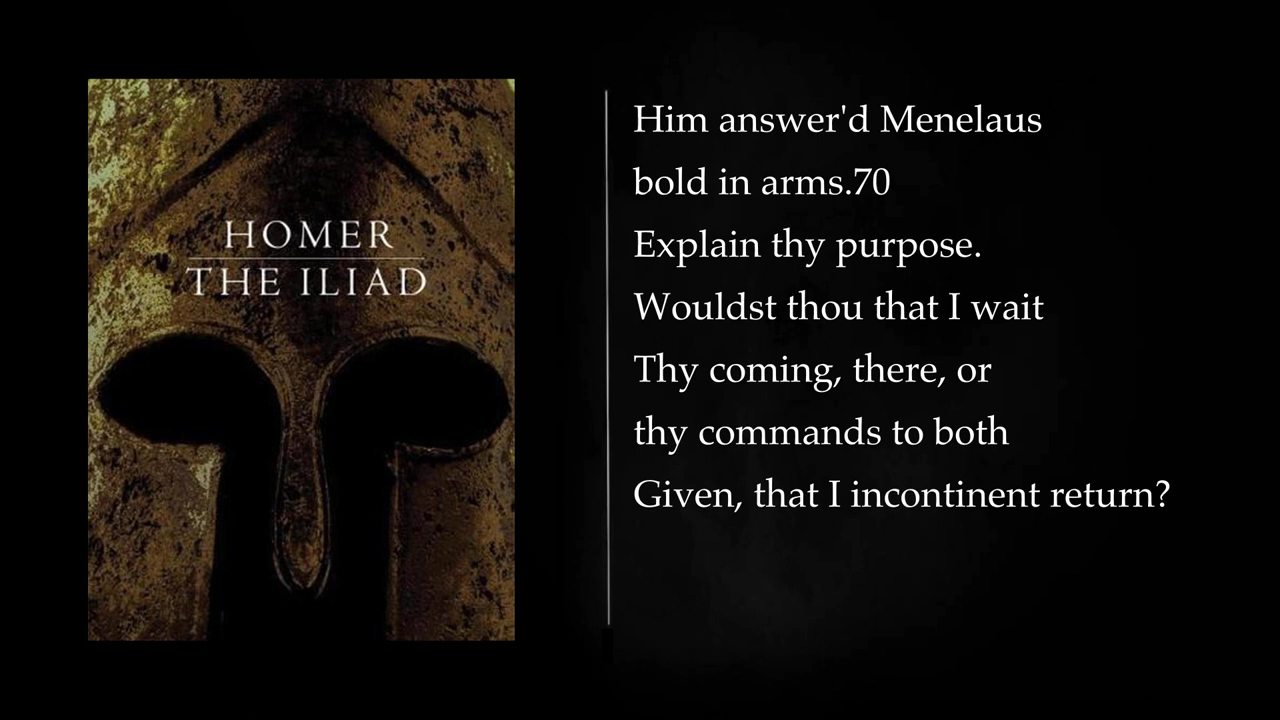 HOMER
THE ILIAD
Him answer'd Menelaus
bold in arms.70
Explain thy purpose.
Wouldst thou that I wait
Thy coming, there, or
thy commands to both
Given, that I incontinent return?